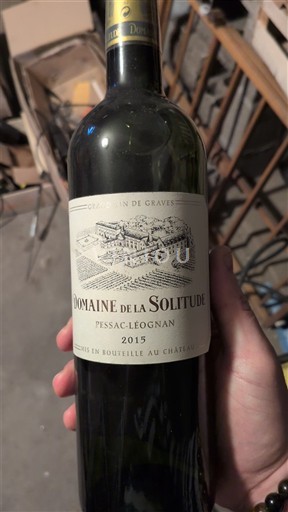 GRAND VIN DE GRAVES
DOMAINE DE LA SOLITUDE
PESSAC-LÉOGNAN
2015
MIS EN BOUTEILLE AU CHÂTEAU